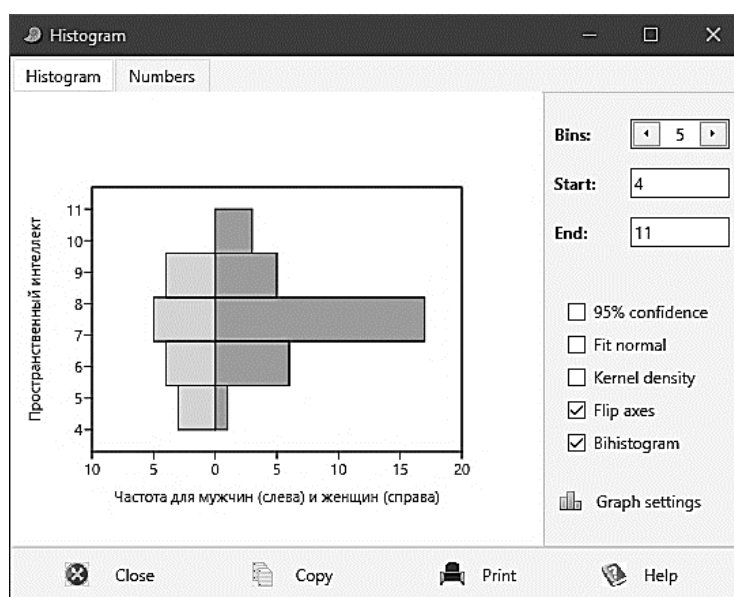 Histogram
Histogram Numbers
Bins: 5
Start: 4
End: 11
Пространственный интеллект
11
10
9
8
7
6
5
4
10 5 0 5 10 15 20
Частота для мужчин (слева) и женщин (справа)
95% confidence
Fit normal
Kernel density
Flip axes
Bihistogram
Graph settings
Close Copy Print Help